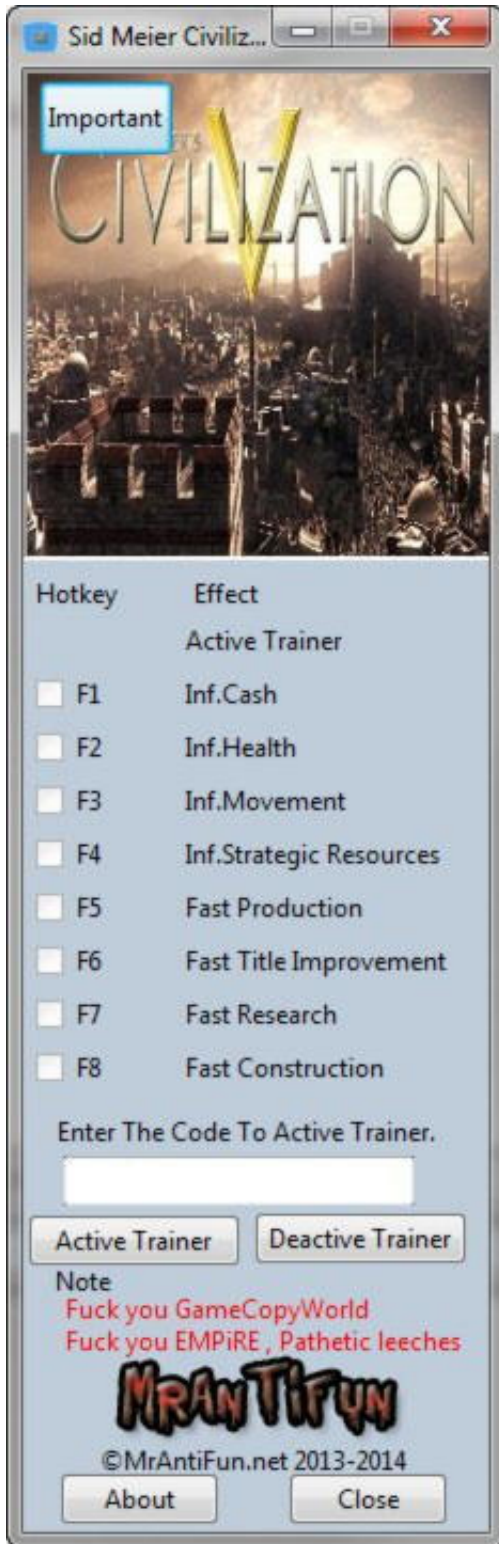 Sid Meier Civiliz...
Important
CIVILIZATION
V
Hotkey Effect
Active Trainer
F1 Inf.Cash
F2 Inf.Health
F3 Inf.Movement
F4 Inf.Strategic Resources
F5 Fast Production
F6 Fast Title Improvement
F7 Fast Research
F8 Fast Construction
Enter The Code To Active Trainer.
Active Trainer Deactive Trainer
Note
Fuck you GameCopyWorld
Fuck you EMPiRE , Pathetic leeches
MRANTIFUN
©MrAntiFun.net 2013-2014
About Close